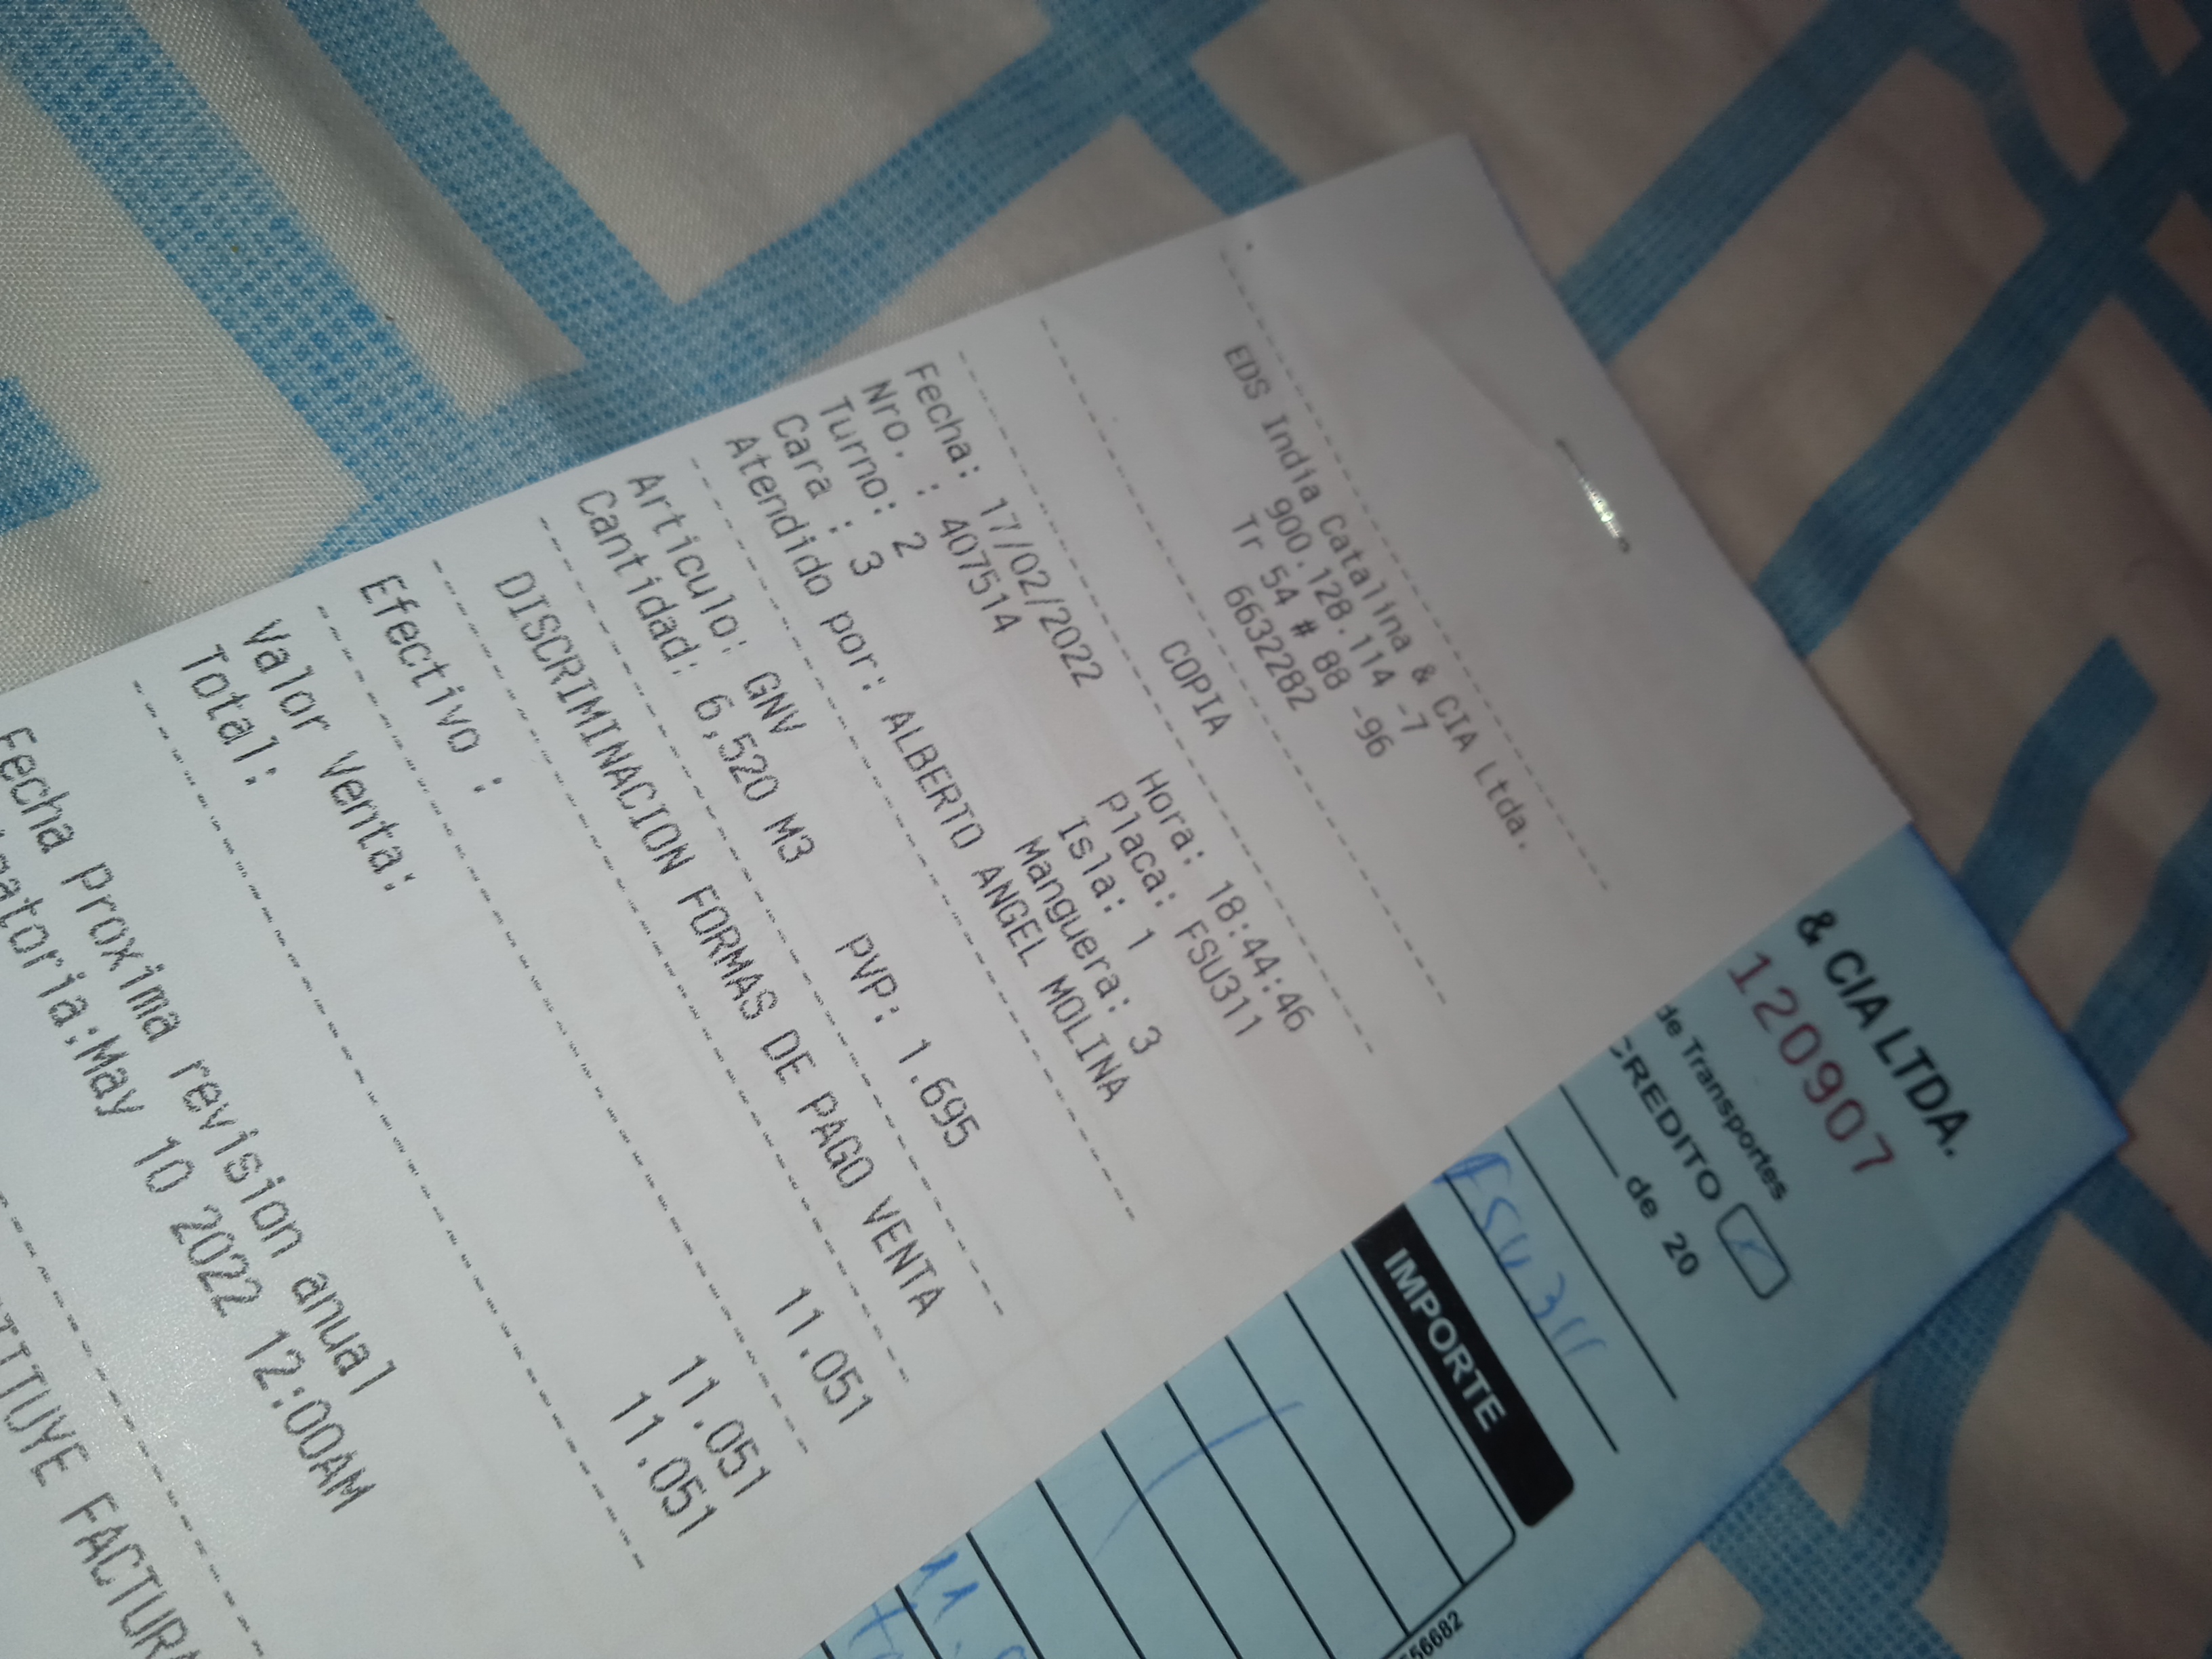 EDS India Catalina & CIA Ltda.
900.128.114 -7
Tr 54 # 88 -96
6632282
COPIA
Fecha: 17/02/2022 Hora: 18:44:46
Nro. : 407514 Placa: FSU311
Turno: 2 Isla: 1
Cara : 3 Manguera: 3
Atendido por: ALBERTO ANGEL MOLINA
Articulo: GNV PVP: 1.695
Cantidad: 6,520 M3
DISCRIMINACION FORMAS DE PAGO VENTA
Efectivo : 11.051
Valor Venta: 11.051
Total: 11.051
Fecha Proxima revision anual
May 10 2022 12:00AM
FACTURA
& CIA LTDA.
120907
de Transportes
CREDITO
de 20
FSU311
IMPORTE
56682